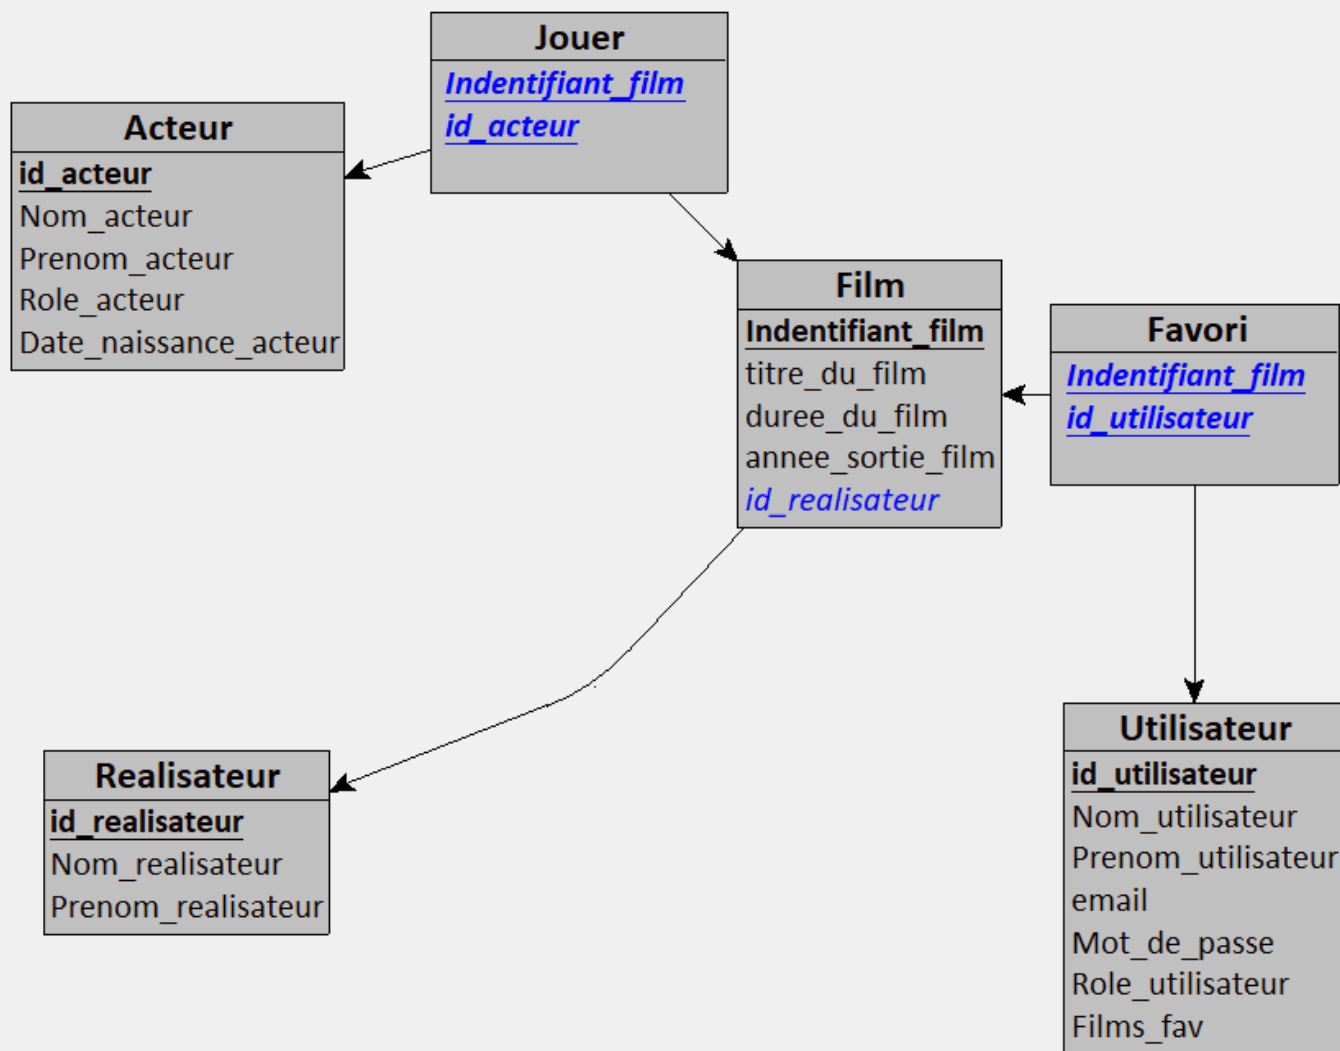 Jouer
Indentifiant_film
id_acteur
Acteur
id_acteur
Nom_acteur
Prenom_acteur
Role_acteur
Date_naissance_acteur
Film
Indentifiant_film
titre_du_film
duree_du_film
annee_sortie_film
id_realisateur
Favori
Indentifiant_film
id_utilisateur
Realisateur
id_realisateur
Nom_realisateur
Prenom_realisateur
Utilisateur
id_utilisateur
Nom_utilisateur
Prenom_utilisateur
email
Mot_de_passe
Role_utilisateur
Films_fav